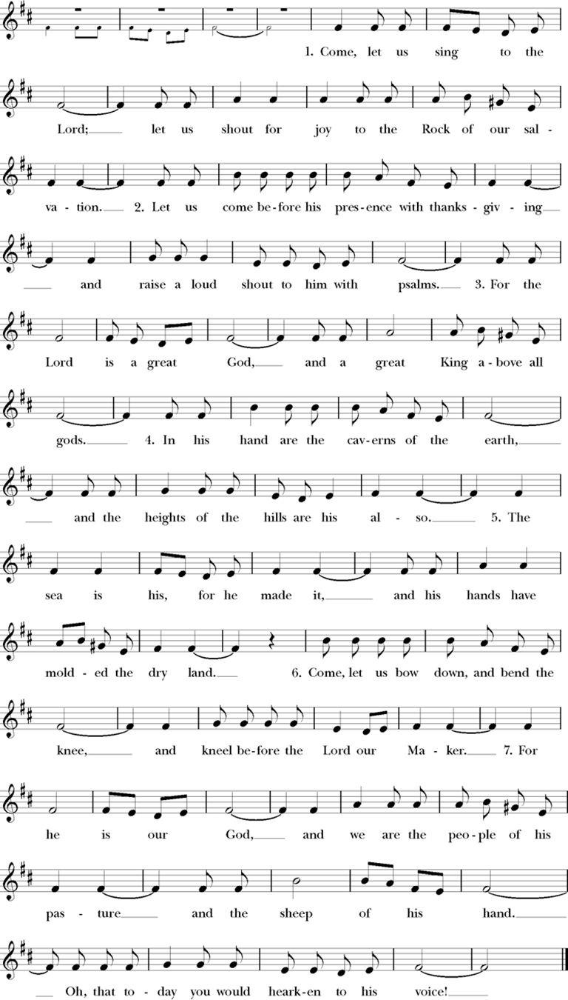 1. Come, let us sing to the
Lord; let us shout for joy to the Rock of our sal -
va - tion. 2. Let us come be - fore his pres - ence with thanks - giv - ing
and raise a loud shout to him with psalms. 3. For the
Lord is a great God, and a great King a - bove all
gods. 4. In his hand are the cav - erns of the earth,
and the heights of the hills are his al - so. 5. The
sea is his, for he made it, and his hands have
mold - ed the dry land. 6. Come, let us bow down, and bend the
knee, and kneel be - fore the Lord our Ma - ker. 7. For
he is our God, and we are the peo - ple of his
pas - ture and the sheep of his hand.
Oh, that to - day you would heark - en to his voice!